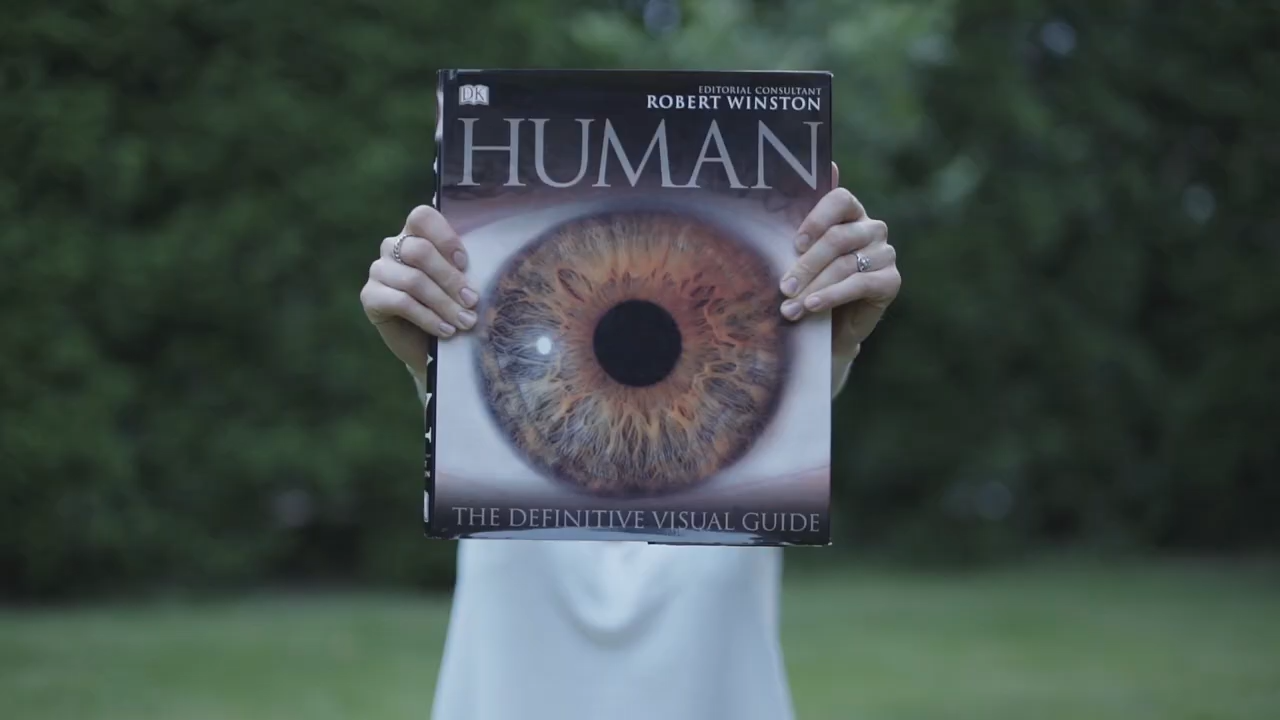 DK
EDITORIAL CONSULTANT
ROBERT WINSTON
HUMAN
THE DEFINITIVE VISUAL GUIDE